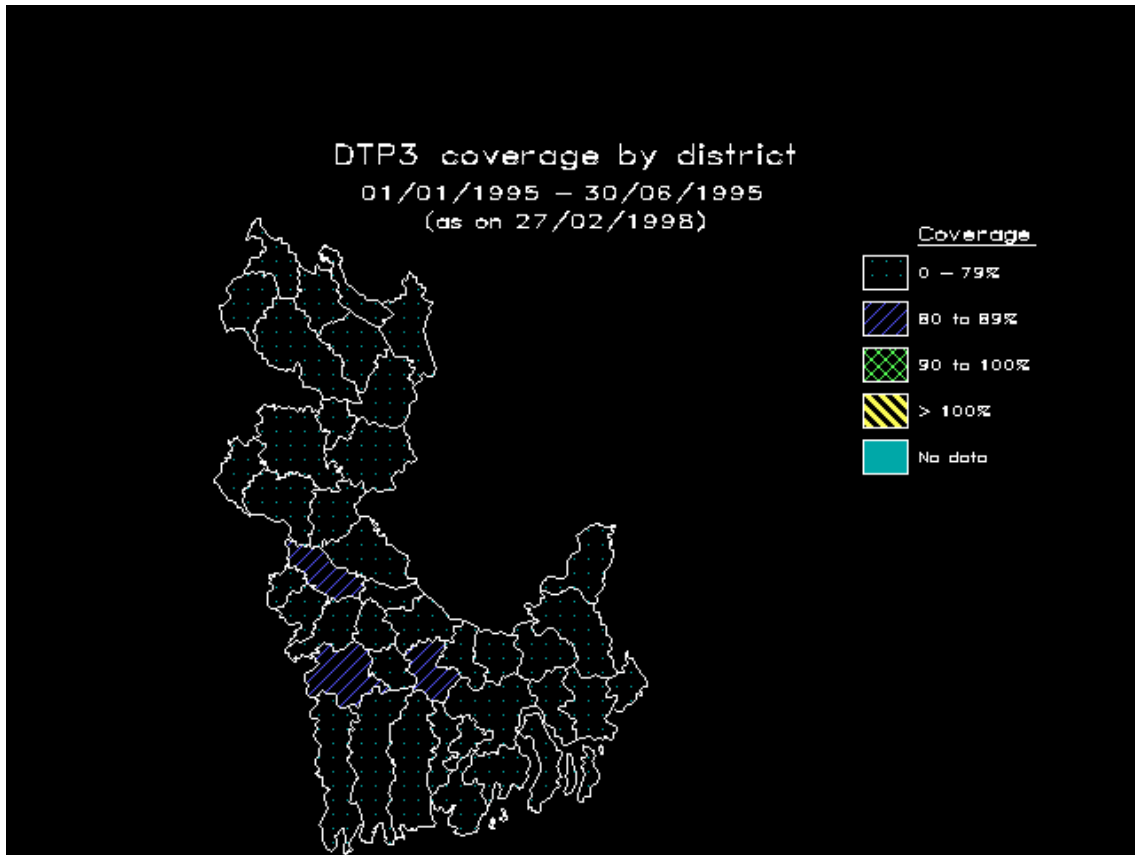 DTP3 coverage by district
01/01/1995 – 30/06/1995
(as on 27/02/1998)
Coverage
0 – 79%
80 to 89%
90 to 100%
> 100%
No data